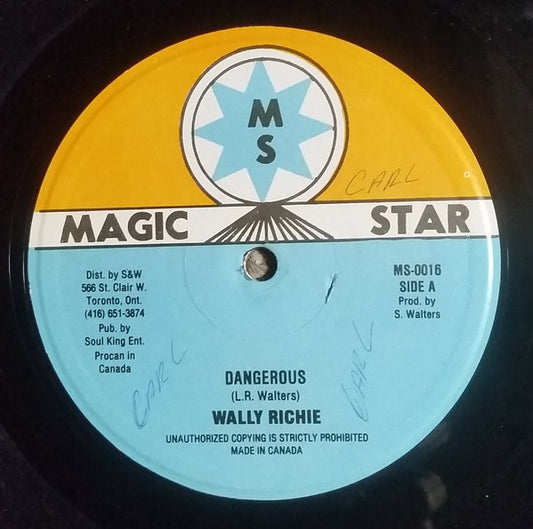 M
S
CARL
MAGIC STAR
Dist. by S&W
566 St. Clair W.
Toronto, Ont.
(416) 651-3874
Pub. by
Soul King Ent.
Procan in
Canada
MS-0016
SIDE A
Prod. by
S. Walters
CARL
CARL
DANGEROUS
(L.R. Walters)
WALLY RICHIE
UNAUTHORIZED COPYING IS STRICTLY PROHIBITED
MADE IN CANADA